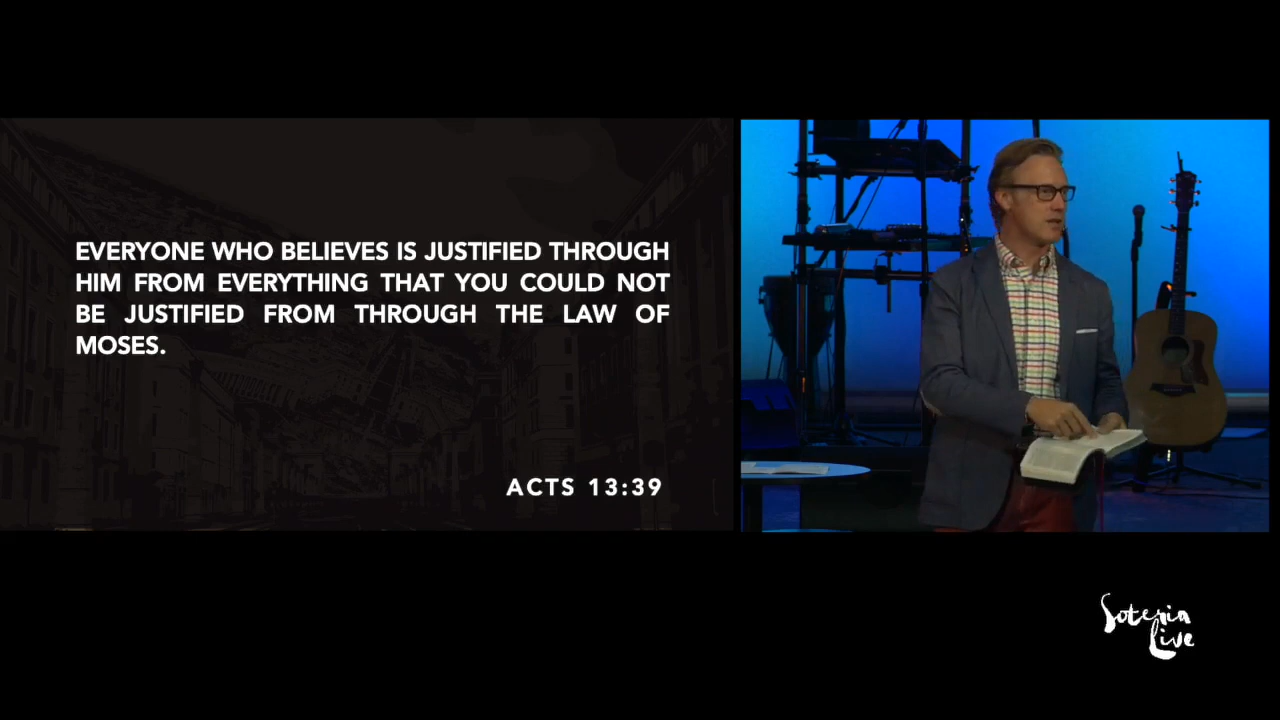 EVERYONE WHO BELIEVES IS JUSTIFIED THROUGH
HIM FROM EVERYTHING THAT YOU COULD NOT
BE JUSTIFIED FROM THROUGH THE LAW OF
MOSES.
ACTS 13:39
Soteria
Live